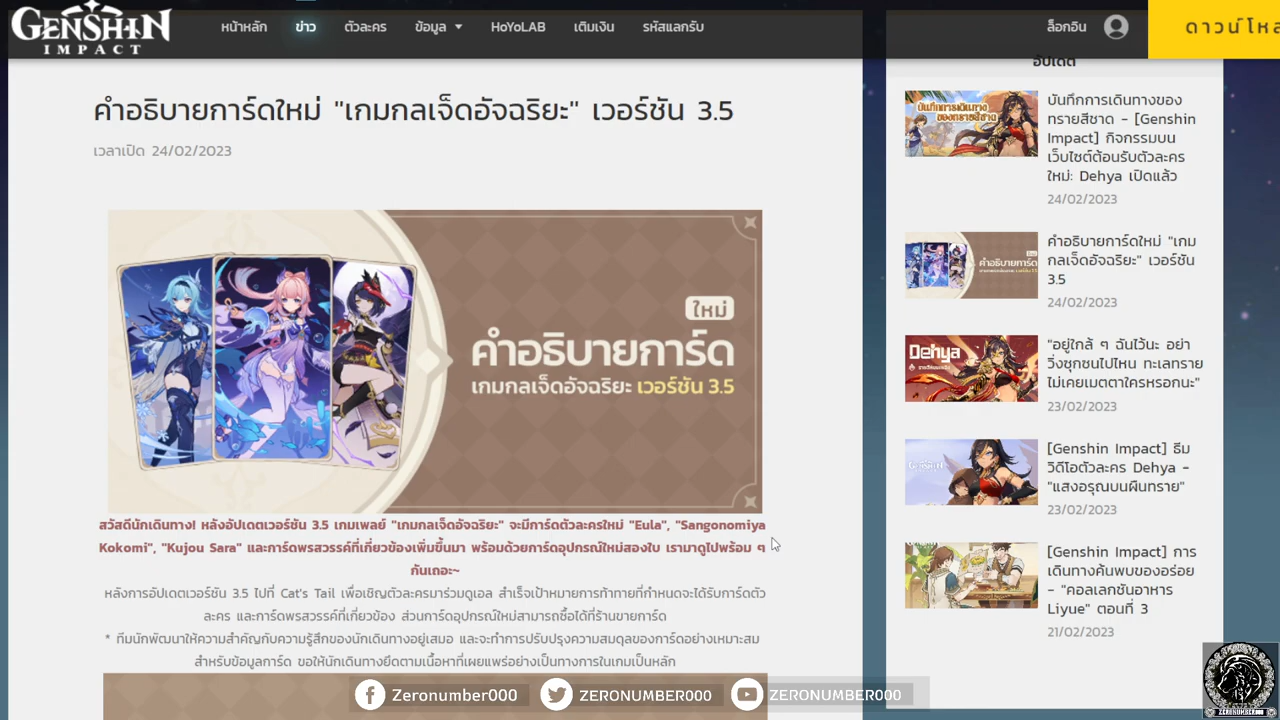 GENSHIN
IMPACT
หน้าหลัก
ข่าว
ตัวละคร
ข้อมูล
HoYoLAB
เติมเงิน
รหัสแลกรับ
ล็อกอิน
ดาวน์โหล
คำอธิบายการ์ดใหม่ "เกมกลเจ็ดอัจฉริยะ" เวอร์ชัน 3.5
เวลาเปิด 24/02/2023
ใหม่
คำอธิบายการ์ด
เกมกลเจ็ดอัจฉริยะ เวอร์ชัน 3.5
สวัสดีนักเดินทาง! หลังอัปเดตเวอร์ชัน 3.5 เกมเพลย์ "เกมกลเจ็ดอัจฉริยะ" จะมีการ์ดตัวละครใหม่ "Eula", "Sangonomiya
Kokomi", "Kujou Sara" และการ์ดพรสวรรค์ที่เกี่ยวข้องเพิ่มขึ้นมา พร้อมด้วยการ์ดอุปกรณ์ใหม่สองใบ เรามาดูไปพร้อม ๆ
กันเถอะ~
หลังการอัปเดตเวอร์ชัน 3.5 ไปที่ Cat's Tail เพื่อเชิญตัวละครมาร่วมดูเอล สำเร็จเป้าหมายการท้าทายที่กำหนดจะได้รับการ์ดตัว
ละคร และการ์ดพรสวรรค์ที่เกี่ยวข้อง ส่วนการ์ดอุปกรณ์ใหม่สามารถซื้อได้ที่ร้านขายการ์ด
* ทีมนักพัฒนาให้ความสำคัญกับความรู้สึกของนักเดินทางอยู่เสมอ และจะทำการปรับปรุงความสมดุลของการ์ดอย่างเหมาะสม
สำหรับข้อมูลการ์ด ขอให้นักเดินทางยึดตามเนื้อหาที่เผยแพร่อย่างเป็นทางการในเกมเป็นหลัก
อัปเดต
บันทึกการเดินทาง
ของทรายสีชาด
บันทึกการเดินทางของ
ทรายสีชาด - [Genshin
Impact] กิจกรรมบน
เว็บไซต์ต้อนรับตัวละคร
ใหม่: Dehya เปิดแล้ว
24/02/2023
คำอธิบายการ์ด
คำอธิบายการ์ดใหม่ "เกม
กลเจ็ดอัจฉริยะ" เวอร์ชัน
3.5
24/02/2023
Dehya
"อยู่ใกล้ ๆ ฉันไว้นะ อย่า
วิ่งซุกซนไปไหน ทะเลทราย
ไม่เคยเมตตาใครหรอกนะ"
23/02/2023
GENSHIN
[Genshin Impact] ธีม
วิดีโอตัวละคร Dehya -
"แสงอรุณบนผืนทราย"
23/02/2023
[Genshin Impact] การ
เดินทางค้นพบของอร่อย
- "คอลเลกชันอาหาร
Liyue" ตอนที่ 3
21/02/2023
Zeronumber000
ZERONUMBER000
ZERONUMBER000
ZERONUMBER000